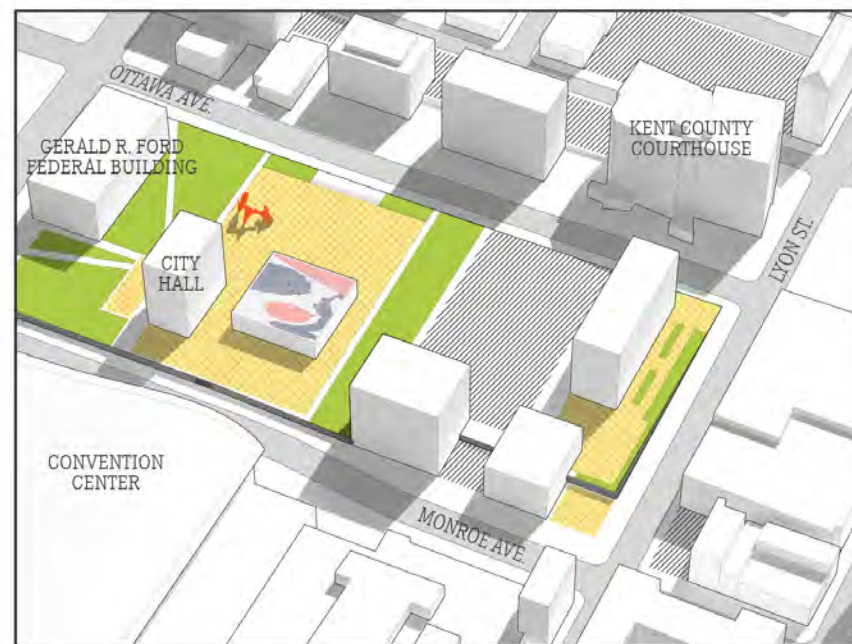 OTTAWA AVE.
GERALD R. FORD
FEDERAL BUILDING
KENT COUNTY
COURTHOUSE
LYON ST.
CITY
HALL
CONVENTION
CENTER
MONROE AVE.